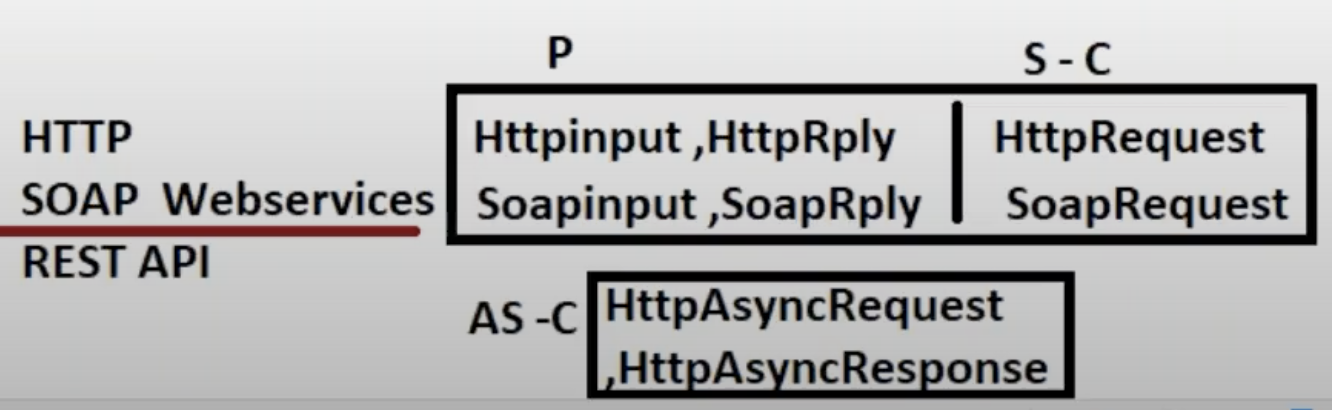 P
S - C
HTTP
Httpinput ,HttpRply
HttpRequest
SOAP Webservices
Soapinput ,SoapRply
SoapRequest
REST API
AS -C
HttpAsyncRequest
,HttpAsyncResponse